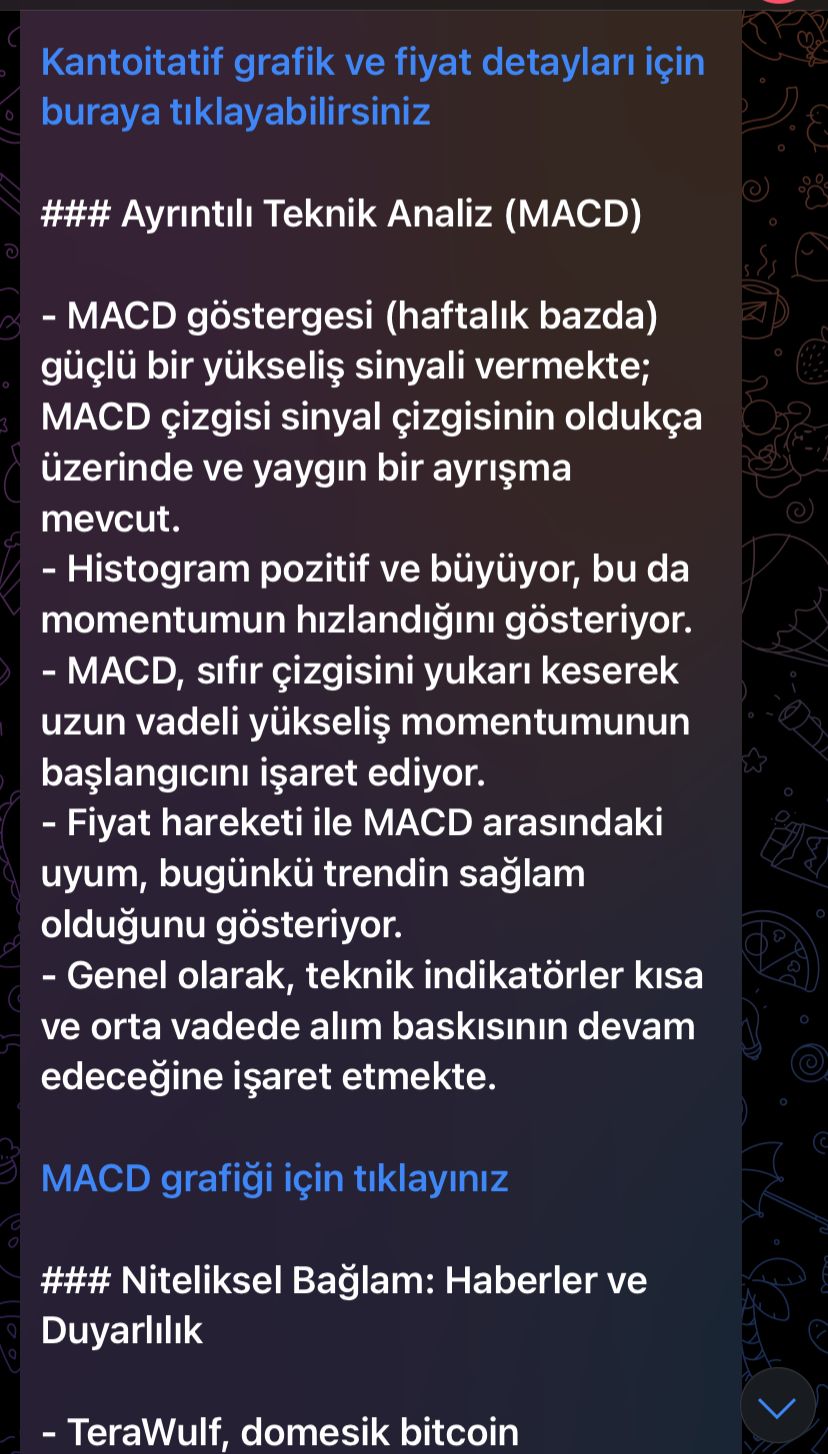 Kantoitatif grafik ve fiyat detayları için
buraya tıklayabilirsiniz
### Ayrıntılı Teknik Analiz (MACD)
- MACD göstergesi (haftalık bazda)
güçlü bir yükseliş sinyali vermekte;
MACD çizgisi sinyal çizgisinin oldukça
üzerinde ve yaygın bir ayrışma
mevcut.
- Histogram pozitif ve büyüyor, bu da
momentumun hızlandığını gösteriyor.
- MACD, sıfır çizgisini yukarı keserek
uzun vadeli yükseliş momentumunun
başlangıcını işaret ediyor.
- Fiyat hareketi ile MACD arasındaki
uyum, bugünkü trendin sağlam
olduğunu gösteriyor.
- Genel olarak, teknik indikatörler kısa
ve orta vadede alım baskısının devam
edeceğine işaret etmekte.
MACD grafiği için tıklayınız
### Niteliksel Bağlam: Haberler ve
Duyarlılık
- TeraWulf, domesik bitcoin